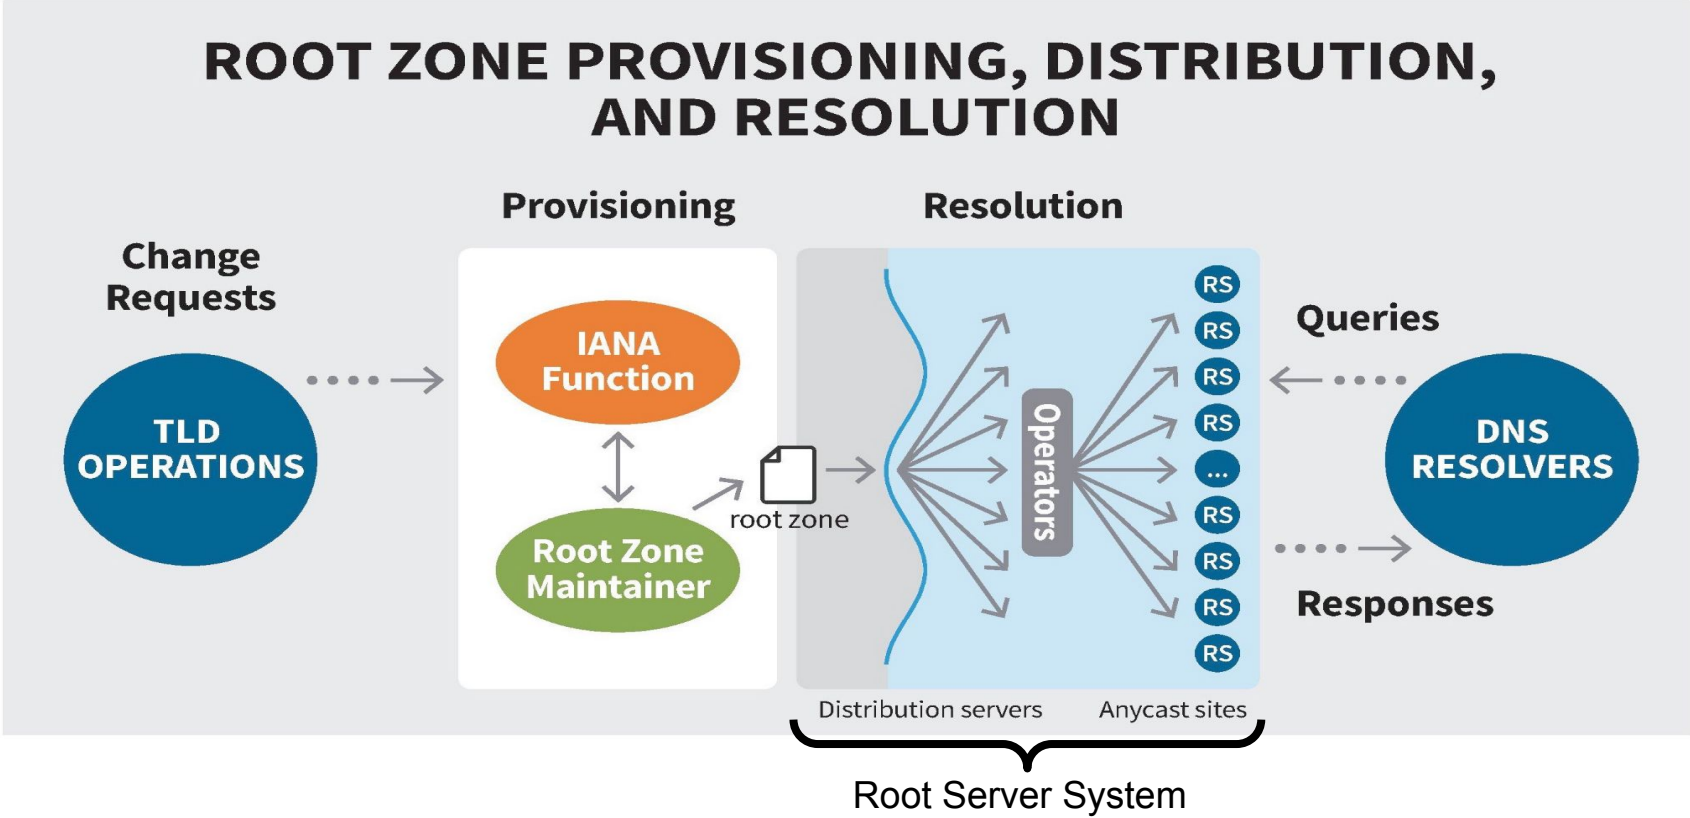 ROOT ZONE PROVISIONING, DISTRIBUTION,
AND RESOLUTION
Provisioning
Resolution
Change
Requests
TLD
OPERATIONS
IANA
Function
Root Zone
Maintainer
root zone
Operators
RS
RS
RS
RS
...
RS
RS
RS
RS
Queries
DNS
RESOLVERS
Responses
Distribution servers
Anycast sites
Root Server System